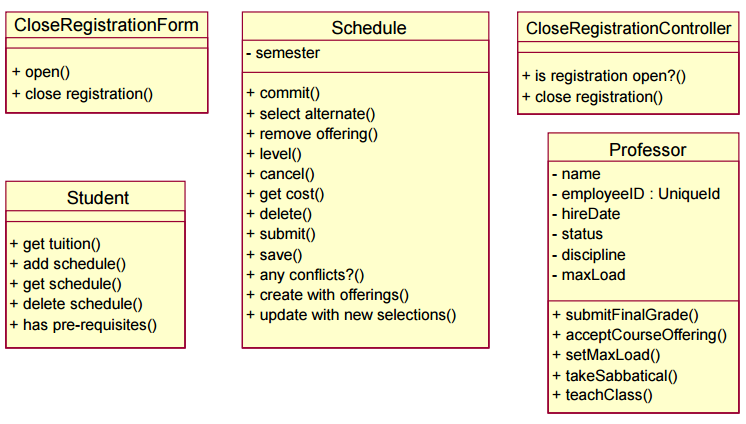 CloseRegistrationForm
+ open()
+ close registration()
Schedule
- semester
+ commit()
+ select alternate()
+ remove offering()
+ level()
+ cancel()
+ get cost()
+ delete()
+ submit()
+ save()
+ any conflicts?()
+ create with offerings()
+ update with new selections()
CloseRegistrationController
+ is registration open?()
+ close registration()
Student
+ get tuition()
+ add schedule()
+ get schedule()
+ delete schedule()
+ has pre-requisites()
Professor
- name
- employeeID : UniqueId
- hireDate
- status
- discipline
- maxLoad
+ submitFinalGrade()
+ acceptCourseOffering()
+ setMaxLoad()
+ takeSabbatical()
+ teachClass()